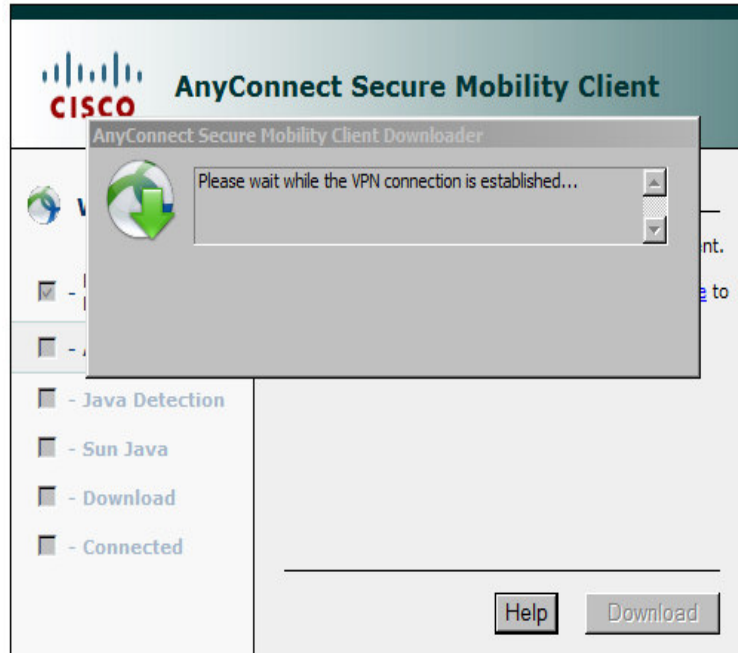 CISCO
AnyConnect Secure Mobility Client
AnyConnect Secure Mobility Client Downloader
Please wait while the VPN connection is established...
nt.
to
- Java Detection
- Sun Java
- Download
- Connected
Help
Download